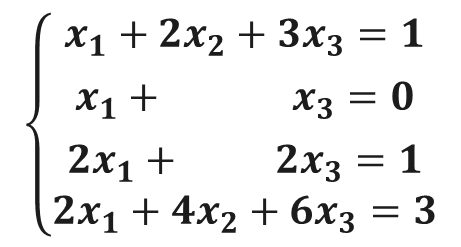 x₁ + 2x₂ + 3x₃ = 1
x₁ + x₃ = 0
2x₁ + 2x₃ = 1
2x₁ + 4x₂ + 6x₃ = 3